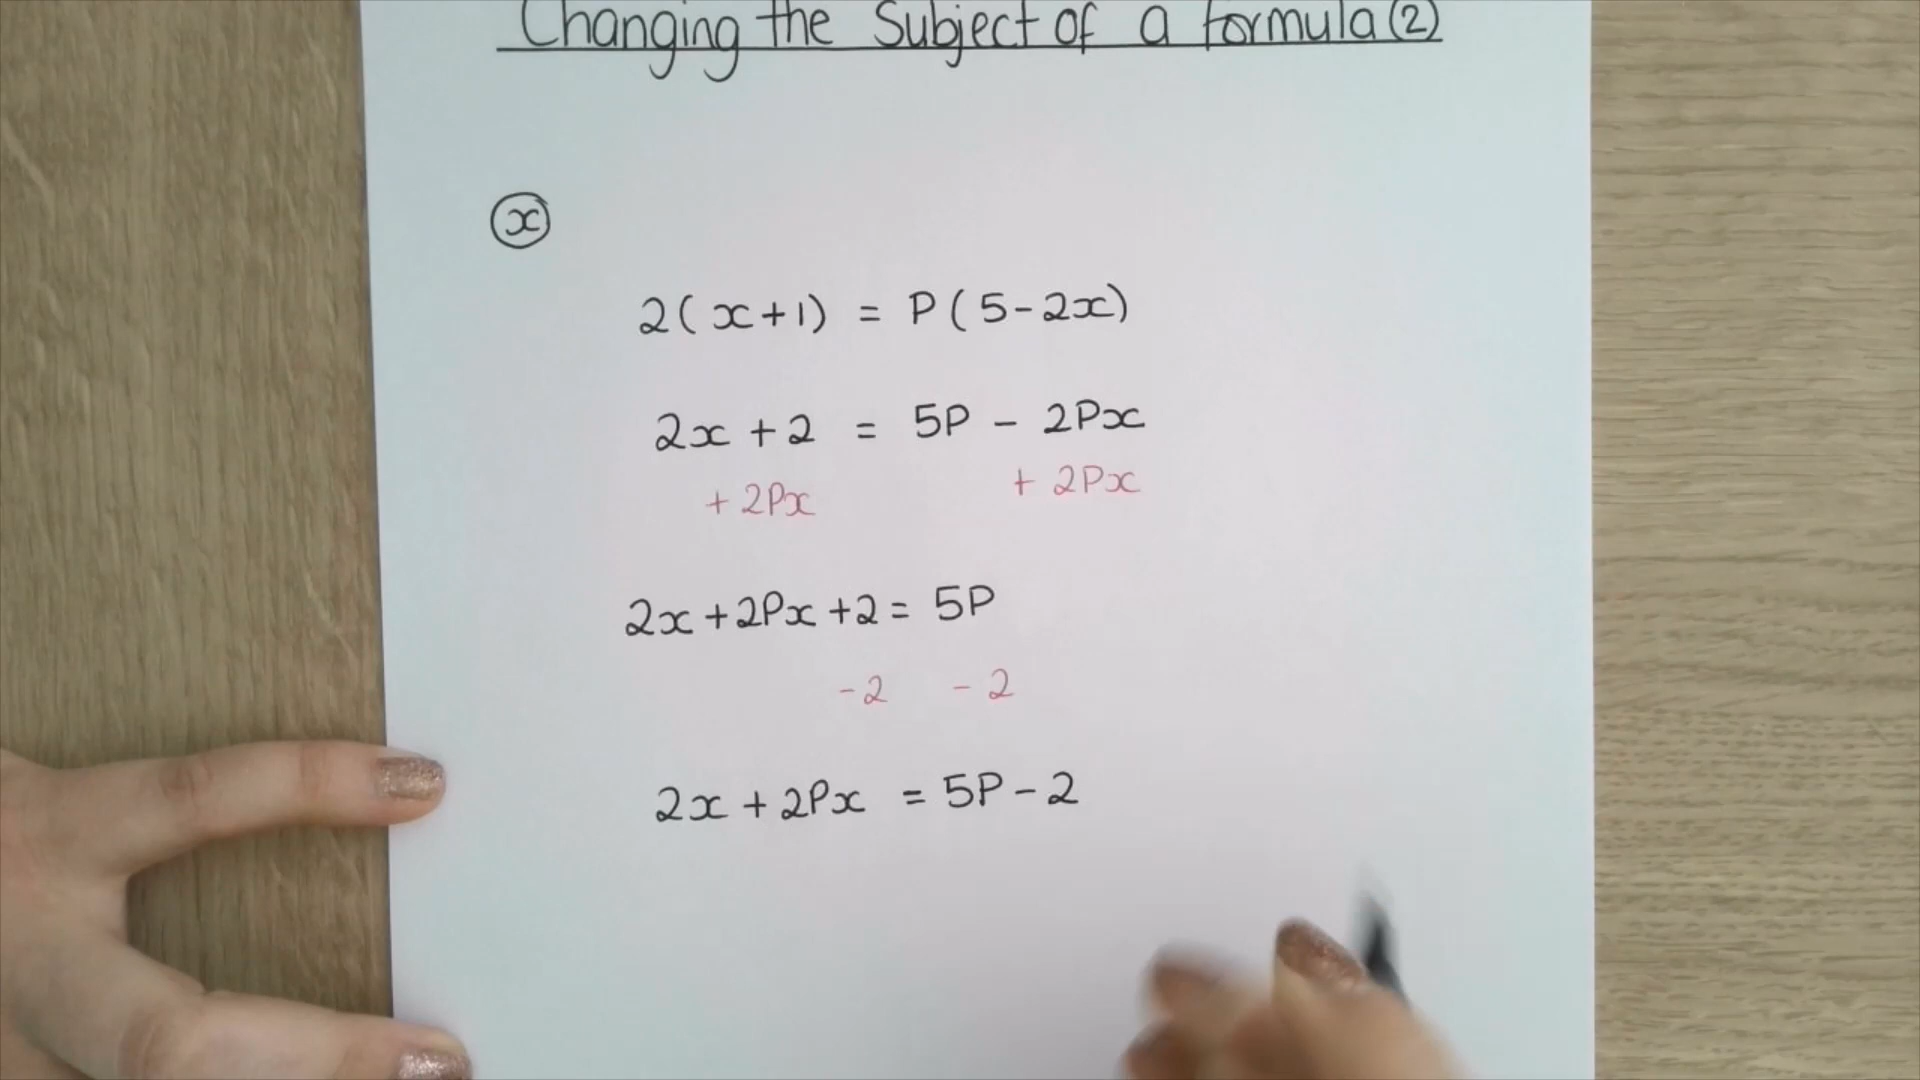 Changing the Subject of a formula (2)
x
2(x+1) = P(5-2x)
2x + 2 = 5P - 2Px
+ 2Px + 2Px
2x+2Px+2 = 5P
-2 - 2
2x + 2Px = 5P - 2